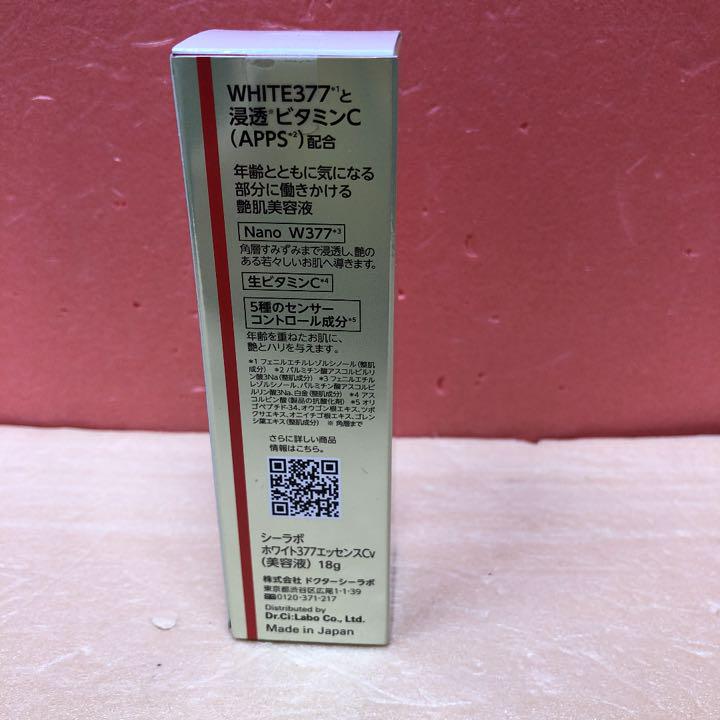 WHITE377*1と
浸透*ビタミンC
(APPS*2)配合
年齢とともに気になる
部分に働きかける
艶肌美容液
Nano W377*3
角層すみずみまで浸透し、艶の
ある若々しいお肌へ導きます。
生ビタミンC*4
5種のセンサー
コントロール成分*5
年齢を重ねたお肌に、
艶とハリを与えます。
*1 フェニルエチルレゾルシノール(整肌
成分) *2 パルミチン酸アスコルビルリ
ン酸3Na(整肌成分) *3 フェニルエチル
レゾルシノール、パルミチン酸アスコルビ
ルリン酸3Na、白金(整肌成分) *4 アス
コルビン酸(製品の抗酸化剤) *5 オリ
ゴペプチド-34、オウゴン根エキス、ツボ
クサエキス、オニイチゴ根エキス、ゴレン
シ葉エキス(整肌成分) ※ 角層まで
さらに詳しい商品
情報はこちら。
シーラボ
ホワイト377エッセンスCv
(美容液) 18g
株式会社 ドクターシーラボ
東京都渋谷区広尾1-1-39
0120-371-217
Distributed by
Dr.Ci:Labo Co., Ltd.
Made in Japan